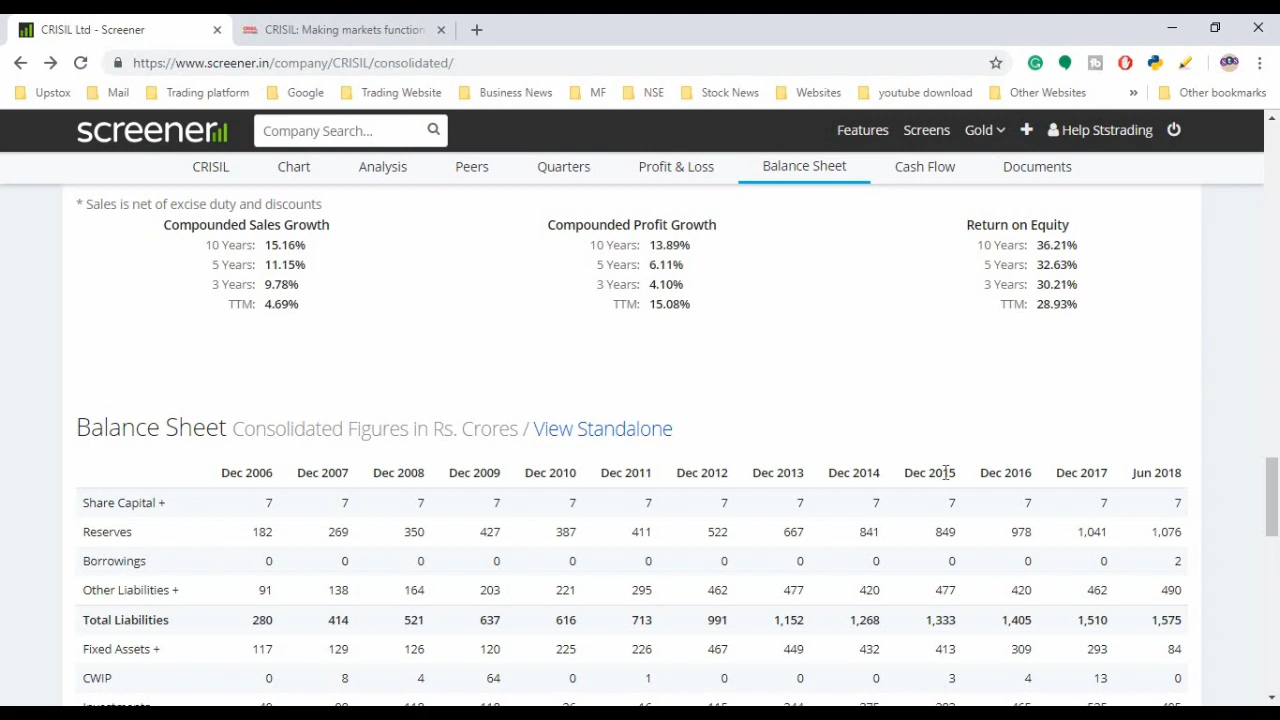 CRISIL Ltd - Screener
CRISIL: Making markets function
https://www.screener.in/company/CRISIL/consolidated/
Upstox Mail Trading platform Google Trading Website Business News MF NSE Stock News Websites youtube download Other Websites » Other bookmarks
screener Company Search... Features Screens Gold Help Ststrading
CRISIL Chart Analysis Peers Quarters Profit & Loss Balance Sheet Cash Flow Documents
* Sales is net of excise duty and discounts
Compounded Sales Growth Compounded Profit Growth Return on Equity
10 Years: 15.16% 10 Years: 13.89% 10 Years: 36.21%
5 Years: 11.15% 5 Years: 6.11% 5 Years: 32.63%
3 Years: 9.78% 3 Years: 4.10% 3 Years: 30.21%
TTM: 4.69% TTM: 15.08% TTM: 28.93%
Balance Sheet Consolidated Figures in Rs. Crores / View Standalone
Dec 2006 Dec 2007 Dec 2008 Dec 2009 Dec 2010 Dec 2011 Dec 2012 Dec 2013 Dec 2014 Dec 2015 Dec 2016 Dec 2017 Jun 2018
Share Capital + 7 7 7 7 7 7 7 7 7 7 7 7 7
Reserves 182 269 350 427 387 411 522 667 841 849 978 1,041 1,076
Borrowings 0 0 0 0 0 0 0 0 0 0 0 0 2
Other Liabilities + 91 138 164 203 221 295 462 477 420 477 420 462 490
Total Liabilities 280 414 521 637 616 713 991 1,152 1,268 1,333 1,405 1,510 1,575
Fixed Assets + 117 129 126 120 225 226 467 449 432 413 309 293 84
CWIP 0 8 4 64 0 1 0 0 0 3 4 13 0